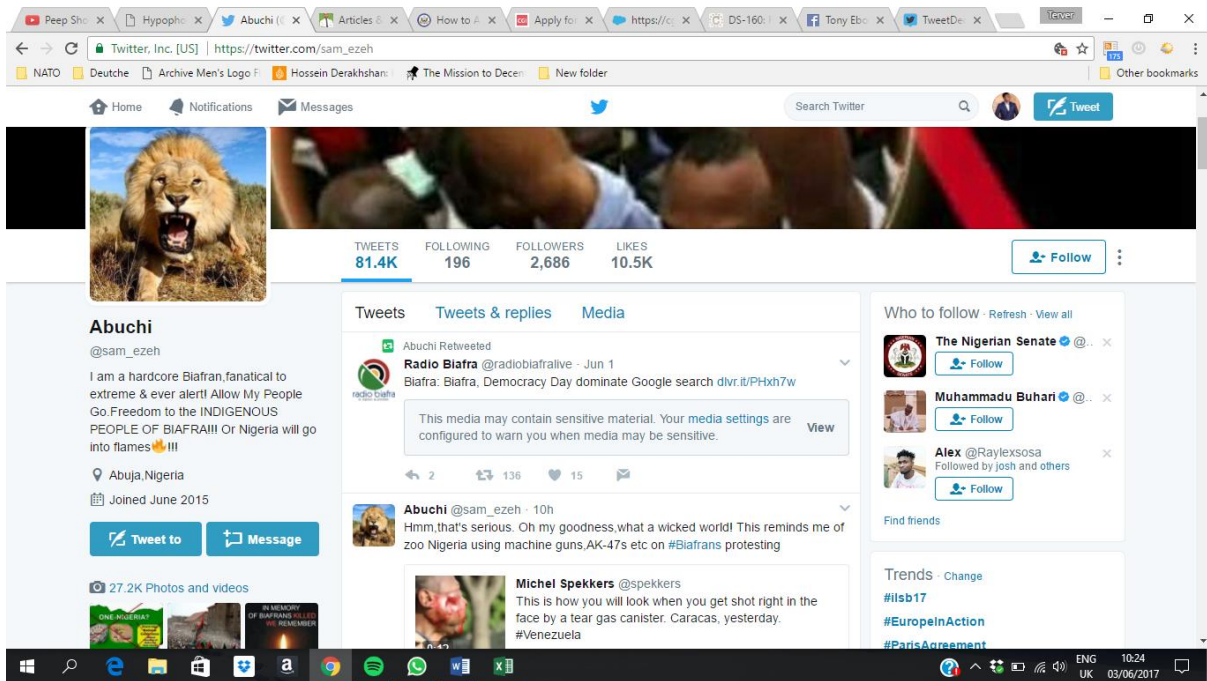 Peep Sho
Hypopho
Abuchi (
Articles &
How to A
Apply for
https://c
DS-160:
Tony Ebo
TweetDe
Terver
Twitter, Inc. [US] | https://twitter.com/sam_ezeh
175
NATO
Deutche
Archive Men's Logo F
Hossein Derakhshan:
The Mission to Decen
New folder
Other bookmarks
Home
Notifications
Messages
Search Twitter
Tweet
TWEETS FOLLOWING FOLLOWERS LIKES
81.4K 196 2,686 10.5K
Follow
Abuchi
@sam_ezeh
I am a hardcore Biafran,fanatical to
extreme & ever alert! Allow My People
Go.Freedom to the INDIGENOUS
PEOPLE OF BIAFRA!!! Or Nigeria will go
into flames🔥!!!
Abuja,Nigeria
Joined June 2015
Tweet to
Message
27.2K Photos and videos
ONE-NIGERIA?
IN MEMORY
OF BIAFRANS KILLED
WE REMEMBER
Tweets Tweets & replies Media
Abuchi Retweeted
Radio Biafra @radiobiafralive · Jun 1
Biafra: Biafra, Democracy Day dominate Google search dlvr.it/PHxh7w
radio biafra
This media may contain sensitive material. Your media settings are
configured to warn you when media may be sensitive.
View
2 136 15
Abuchi @sam_ezeh · 10h
Hmm,that's serious. Oh my goodness,what a wicked world! This reminds me of
zoo Nigeria using machine guns,AK-47s etc on #Biafrans protesting
Michel Spekkers @spekkers
This is how you will look when you get shot right in the
face by a tear gas canister. Caracas, yesterday.
#Venezuela
0:12
Who to follow · Refresh · View all
The Nigerian Senate @..
Follow
Muhammadu Buhari @..
Follow
Alex @Raylexsosa
Followed by josh and others
Follow
Find friends
Trends · Change
#ilsb17
#EuropeInAction
#ParisAgreement
ENG
UK
10:24
03/06/2017